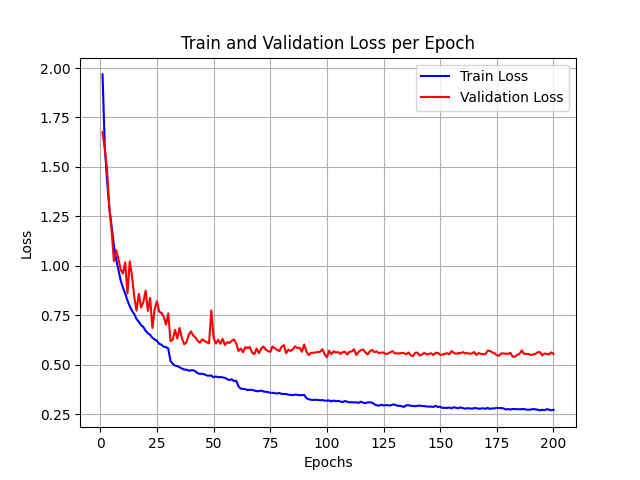 Train and Validation Loss per Epoch
Train Loss
Validation Loss
Loss
2.00
1.75
1.50
1.25
1.00
0.75
0.50
0.25
0 25 50 75 100 125 150 175 200
Epochs